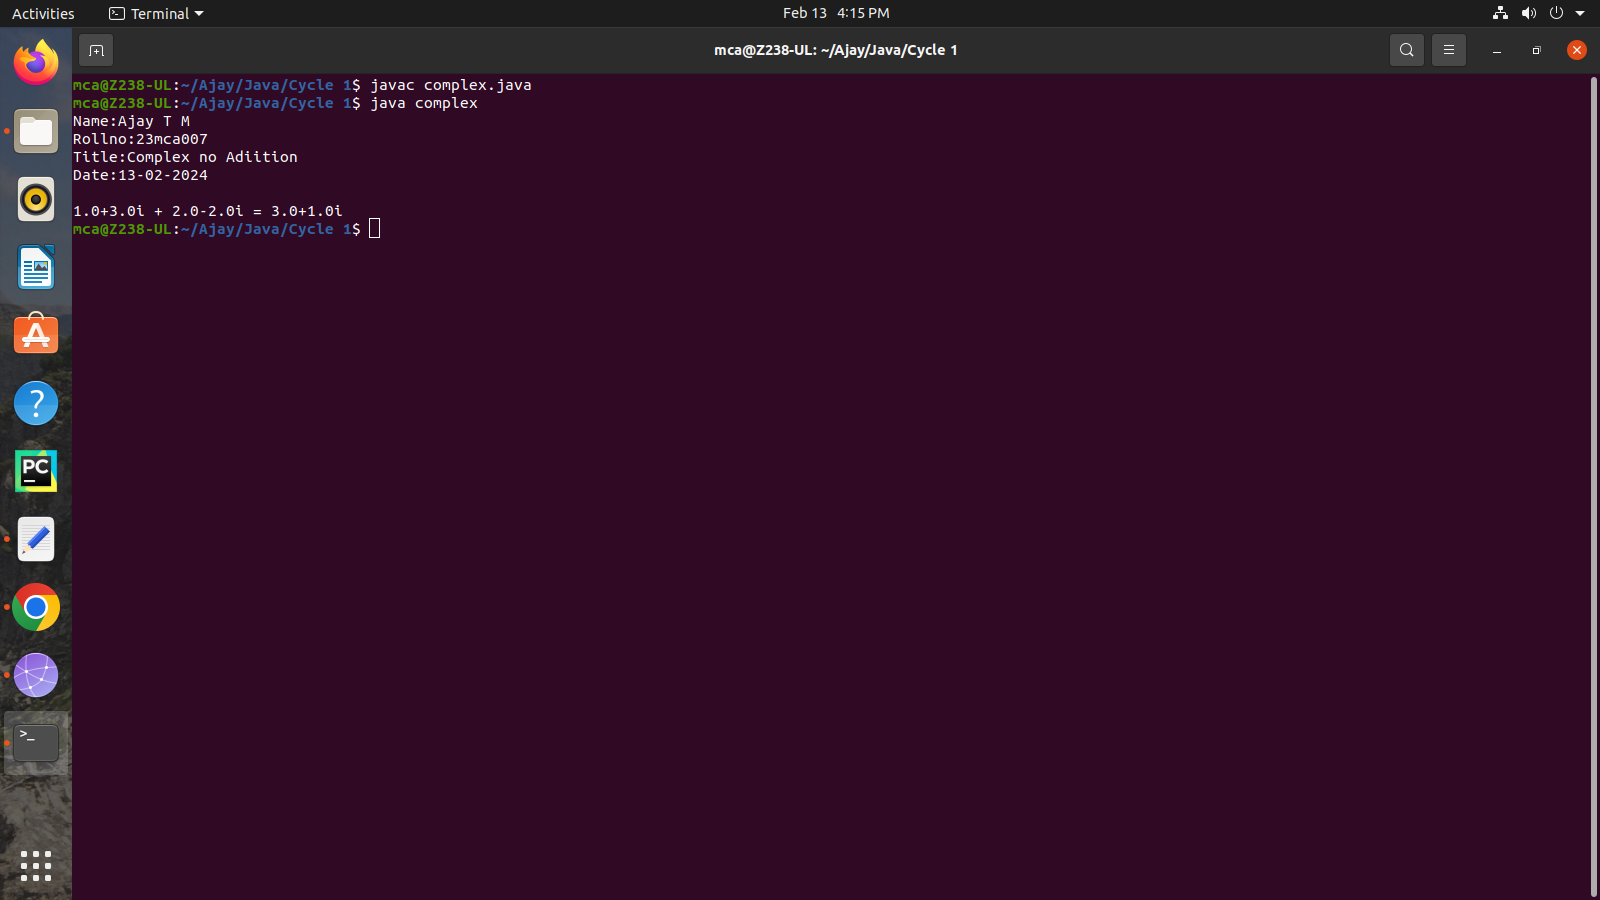 Activities
Terminal
Feb 13 4:15 PM
mca@Z238-UL: ~/Ajay/Java/Cycle 1
mca@Z238-UL:~/Ajay/Java/Cycle 1$ javac complex.java
mca@Z238-UL:~/Ajay/Java/Cycle 1$ java complex
Name:Ajay T M
Rollno:23mca007
Title:Complex no Adiition
Date:13-02-2024
1.0+3.0i + 2.0-2.0i = 3.0+1.0i
mca@Z238-UL:~/Ajay/Java/Cycle 1$
A
?
PC
>_